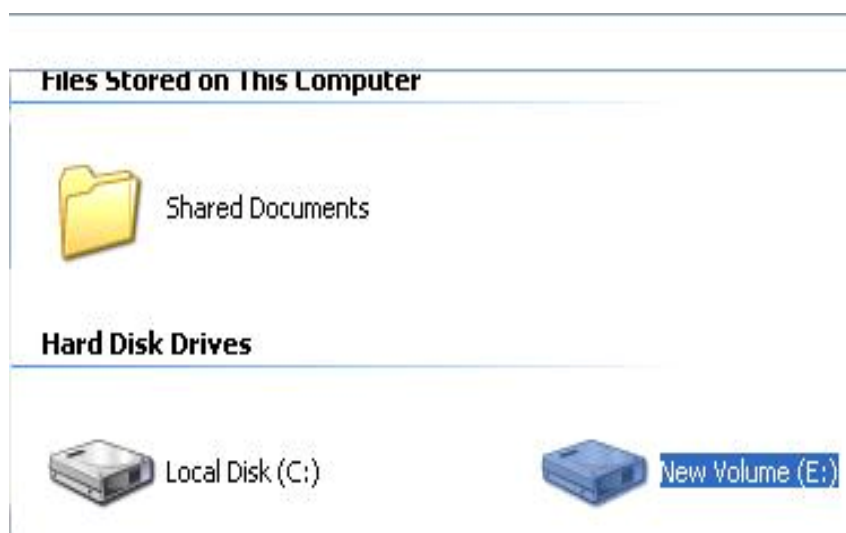 Files Stored on This Computer
Shared Documents
Hard Disk Drives
Local Disk (C:)
New Volume (E:)